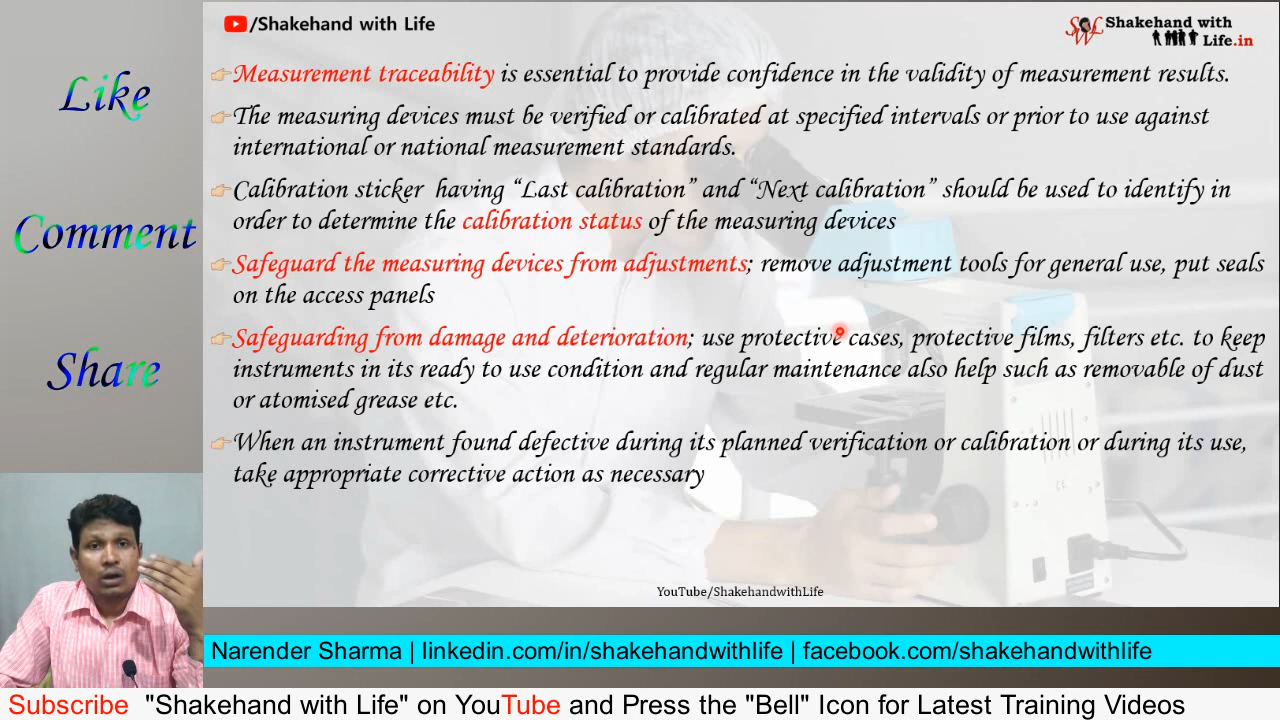 /Shakehand with Life
Shakehand with
Life.in
Like
Comment
Share
Measurement traceability is essential to provide confidence in the validity of measurement results.
The measuring devices must be verified or calibrated at specified intervals or prior to use against
international or national measurement standards.
Calibration sticker having “Last calibration” and “Next calibration” should be used to identify in
order to determine the calibration status of the measuring devices
Safeguard the measuring devices from adjustments; remove adjustment tools for general use, put seals
on the access panels
Safeguarding from damage and deterioration; use protective cases, protective films, filters etc. to keep
instruments in its ready to use condition and regular maintenance also help such as removable of dust
or atomised grease etc.
When an instrument found defective during its planned verification or calibration or during its use,
take appropriate corrective action as necessary
YouTube/ShakehandwithLife
Narender Sharma | linkedin.com/in/shakehandwithlife | facebook.com/shakehandwithlife
Subscribe "Shakehand with Life" on YouTube and Press the "Bell" Icon for Latest Training Videos